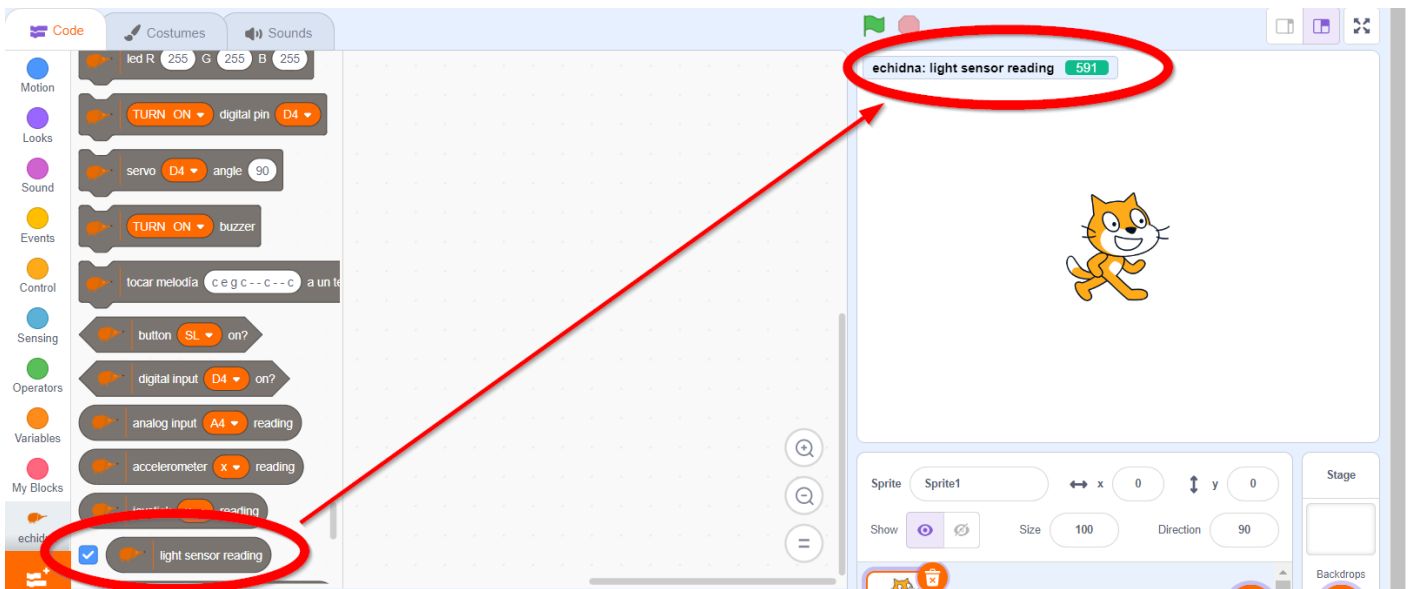 Code
Costumes
Sounds
Motion
Looks
Sound
Events
Control
Sensing
Operators
Variables
My Blocks
echid
led R 255 G 255 B 255
TURN ON digital pin D4
servo D4 angle 90
TURN ON buzzer
tocar melodía c e g c - - c - - c a un te
button SL on?
digital input D4 on?
analog input A4 reading
accelerometer x reading
reading
light sensor reading
echidna: light sensor reading 591
Sprite Sprite1 x 0 y 0
Show Size 100 Direction 90
Stage
Backdrops